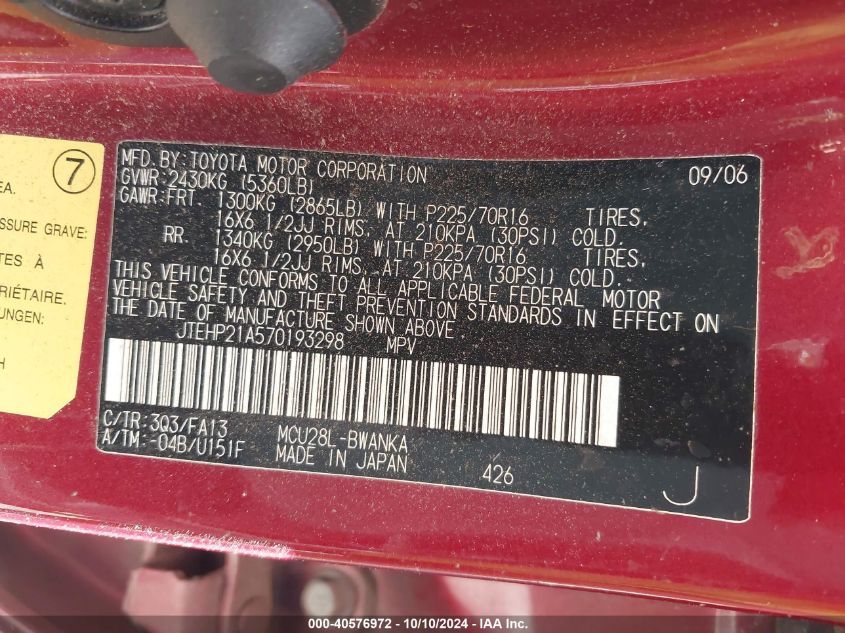 7
EA.
SSURE GRAVE:
TES À
RIÉTAIRE.
UNGEN:
H
MFD. BY: TOYOTA MOTOR CORPORATION 09/06
GVWR: 2430KG (5360LB)
GAWR: FRT. 1300KG (2865LB) WITH P225/70R16 TIRES.
16X6 1/2JJ RIMS, AT 210KPA (30PSI) COLD.
RR. 1340KG (2950LB) WITH P225/70R16 TIRES,
16X6 1/2JJ RIMS, AT 210KPA (30PSI) COLD.
THIS VEHICLE CONFORMS TO ALL APPLICABLE FEDERAL MOTOR
VEHICLE SAFETY AND THEFT PREVENTION STANDARDS IN EFFECT ON
THE DATE OF MANUFACTURE SHOWN ABOVE.
JTEHP21A570193298 MPV
C/TR: 3Q3/FA13 MCU28L-BWANKA
A/TM: -04B/U151F MADE IN JAPAN 426 J
000-40576972 - 10/10/2024 - IAA Inc.